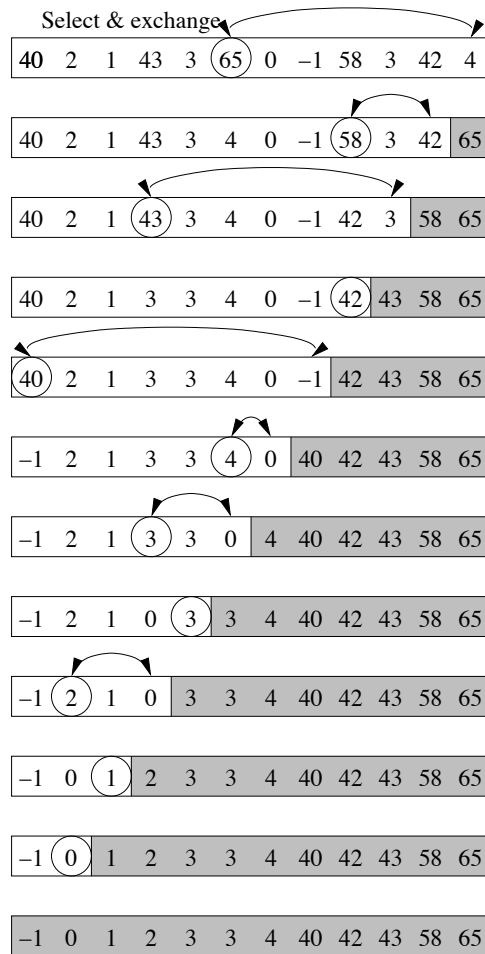 Select & exchange
40 2 1 43 3 65 0 –1 58 3 42 4
40 2 1 43 3 4 0 –1 58 3 42 65
40 2 1 43 3 4 0 –1 42 3 58 65
40 2 1 3 3 4 0 –1 42 43 58 65
40 2 1 3 3 4 0 –1 42 43 58 65
–1 2 1 3 3 4 0 40 42 43 58 65
–1 2 1 3 3 0 4 40 42 43 58 65
–1 2 1 0 3 3 4 40 42 43 58 65
–1 2 1 0 3 3 4 40 42 43 58 65
–1 0 1 2 3 3 4 40 42 43 58 65
–1 0 1 2 3 3 4 40 42 43 58 65
–1 0 1 2 3 3 4 40 42 43 58 65